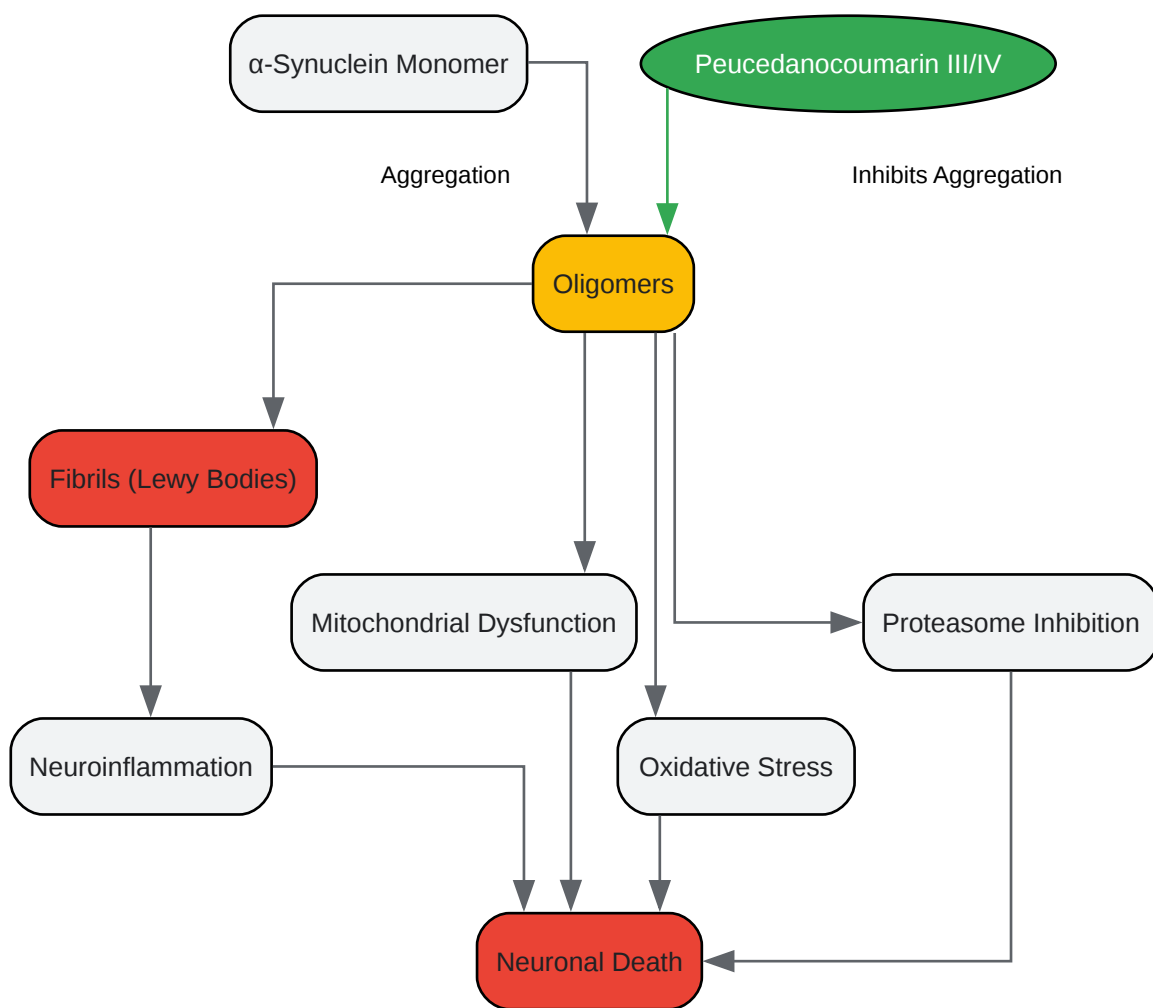 α-Synuclein Monomer
Peucedanocoumarin III/IV
Aggregation
Inhibits Aggregation
Oligomers
Fibrils (Lewy Bodies)
Mitochondrial Dysfunction
Proteasome Inhibition
Neuroinflammation
Oxidative Stress
Neuronal Death